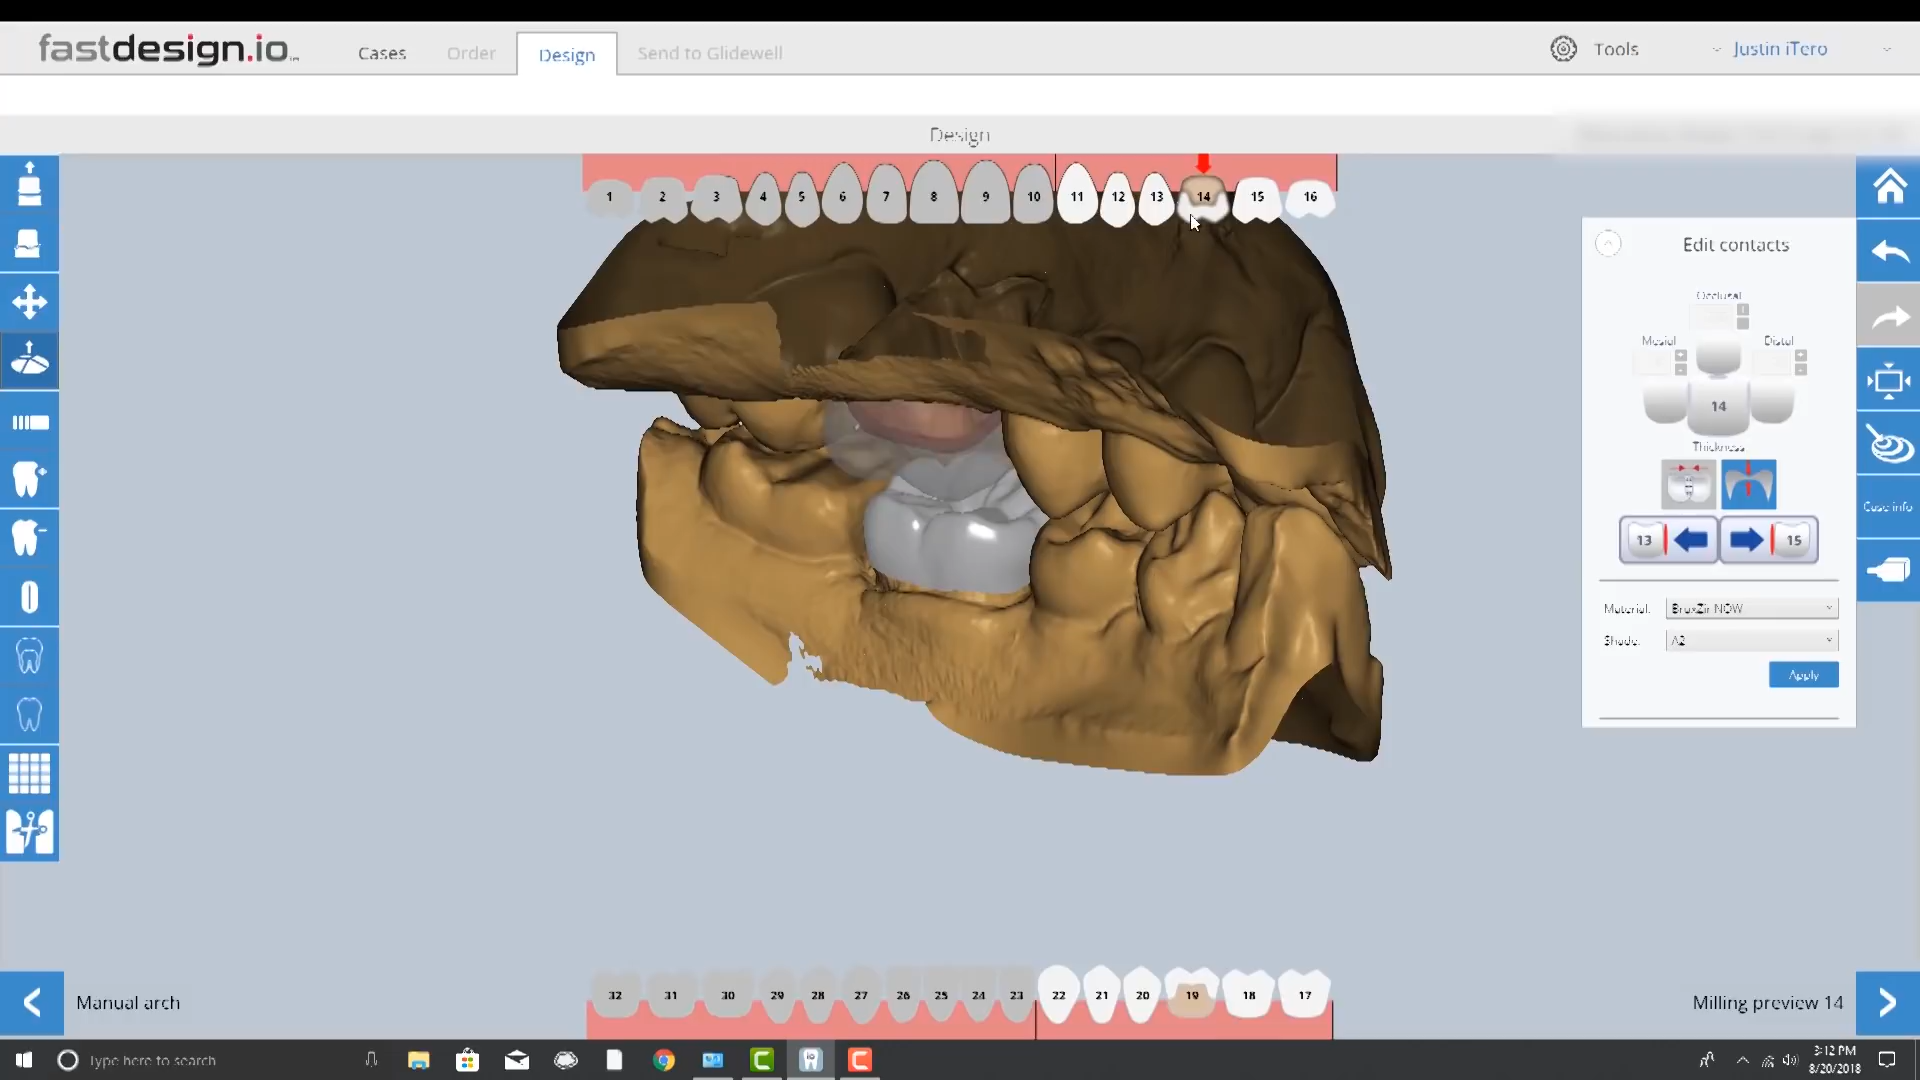 fastdesign.io
Cases
Order
Design
Send to Glidewell
Tools
Justin iTero
Design
1 2 3 4 5 6 7 8 9 10 11 12 13 14 15 16
Edit contacts
Occlusal
Mesial
Distal
14
Thickness
13
15
Case info
Material:
BruxZir NOW
Shade:
A2
Apply
32 31 30 29 28 27 26 25 24 23 22 21 20 19 18 17
Manual arch
Milling preview 14
Type here to search
3:12 PM
8/20/2018